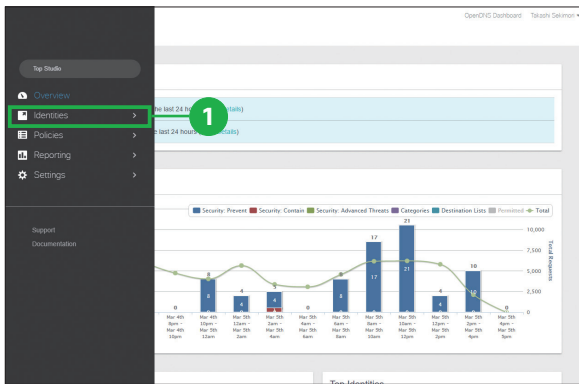 OpenDNS Dashboard Takashi Sekimori
Top Studio
Overview
Identities
Policies
Reporting
Settings
Support
Documentation
1
he last 24 ho etails)
e last 24 hours etails)
Security: Prevent Security: Contain Security: Advanced Threats Categories Destination Lists Permitted Total
10,000
7,500
5,000
2,500
0
Total Requests
0 8 4 5 0 8 17 21 4 10 0
8 4 4 8 17 21 4 10
Mar 4th Mar 4th Mar 5th Mar 5th Mar 5th Mar 5th Mar 5th Mar 5th Mar 5th Mar 5th Mar 5th
8pm - 10pm - 12am - 2am - 4am - 6am - 8am - 10am - 12pm - 2pm - 4pm -
Mar 4th Mar 5th Mar 5th Mar 5th Mar 5th Mar 5th Mar 5th Mar 5th Mar 5th Mar 5th Mar 5th
10pm 12am 2am 4am 6am 8am 10am 12pm 2pm 4pm 5pm
Top Identities